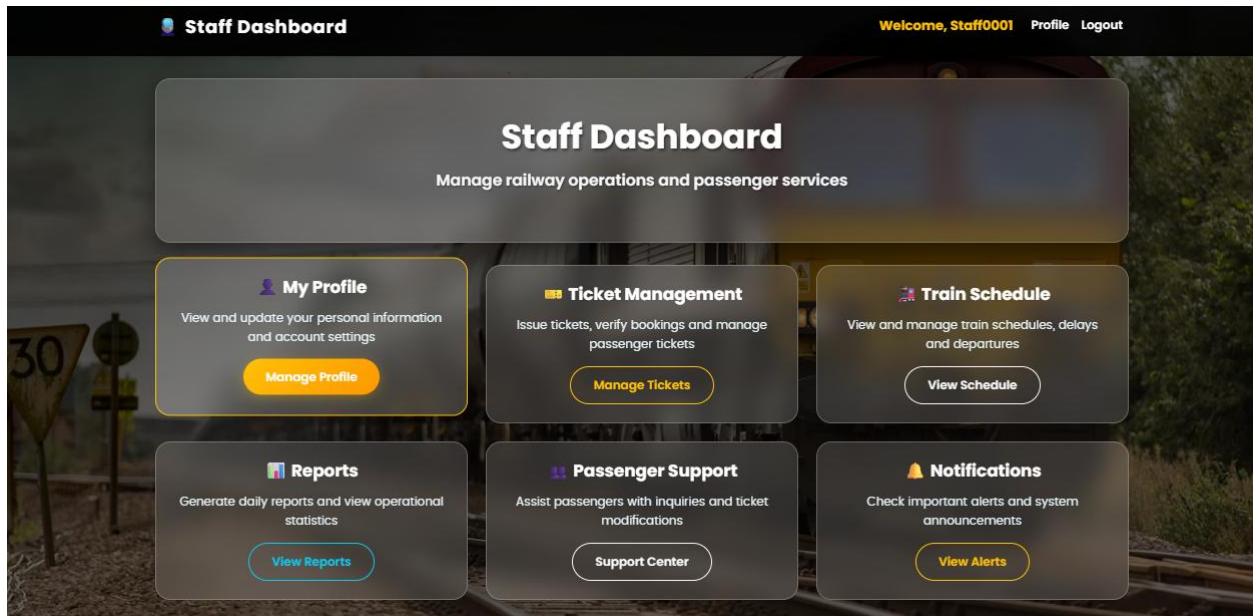 Staff Dashboard
Welcome, Staff0001 Profile Logout
Staff Dashboard
Manage railway operations and passenger services
My Profile
View and update your personal information
and account settings
Manage Profile
Ticket Management
Issue tickets, verify bookings and manage
passenger tickets
Manage Tickets
Train Schedule
View and manage train schedules, delays
and departures
View Schedule
30
Reports
Generate daily reports and view operational
statistics
View Reports
Passenger Support
Assist passengers with inquiries and ticket
modifications
Support Center
Notifications
Check important alerts and system
announcements
View Alerts